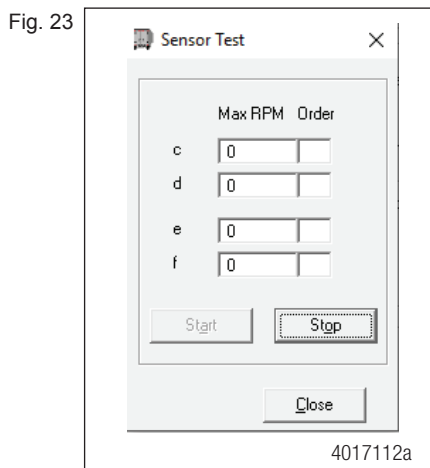 Fig. 23
Sensor Test
Max RPM Order
c 0
d 0
e 0
f 0
Start Stop
Close
4017112a